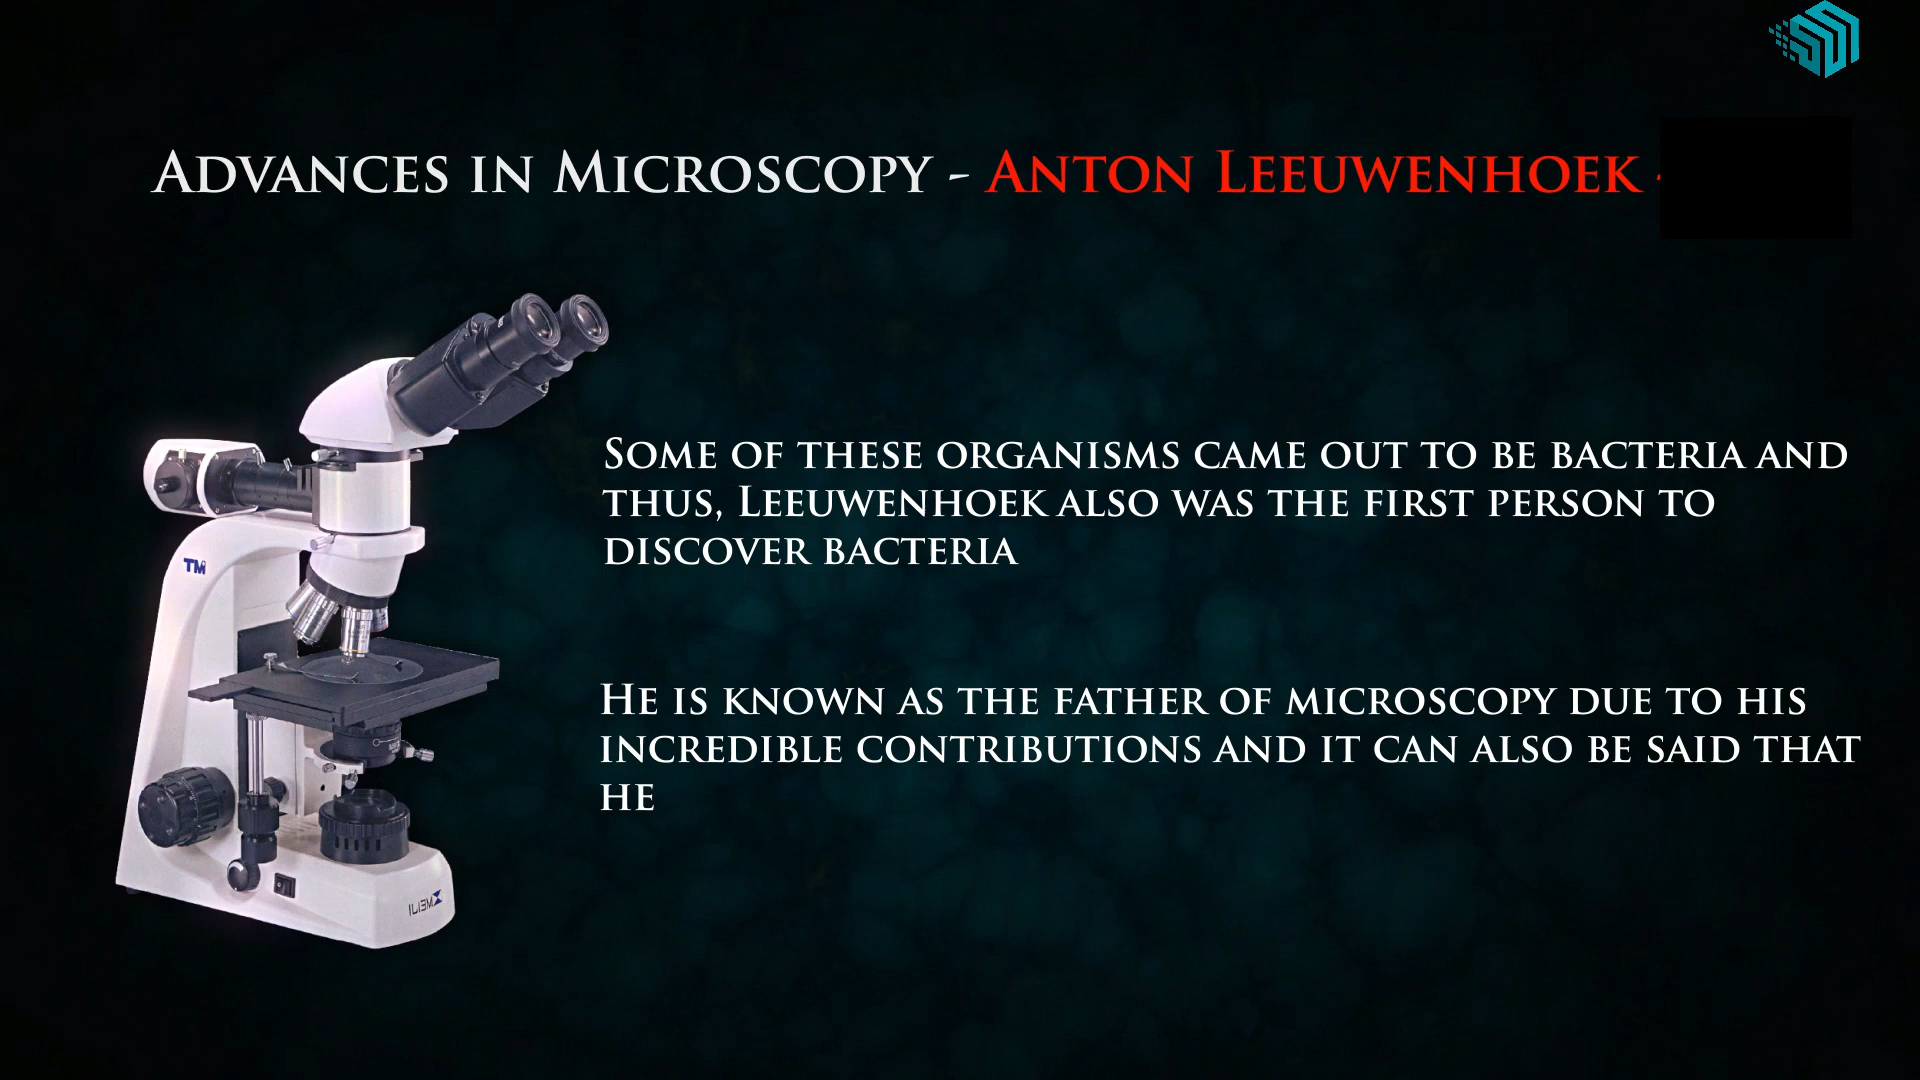 Advances in Microscopy - Anton Leeuwenhoek -
Some of these organisms came out to be bacteria and
thus, Leeuwenhoek also was the first person to
discover bacteria
TM
He is known as the father of microscopy due to his
incredible contributions and it can also be said that
he